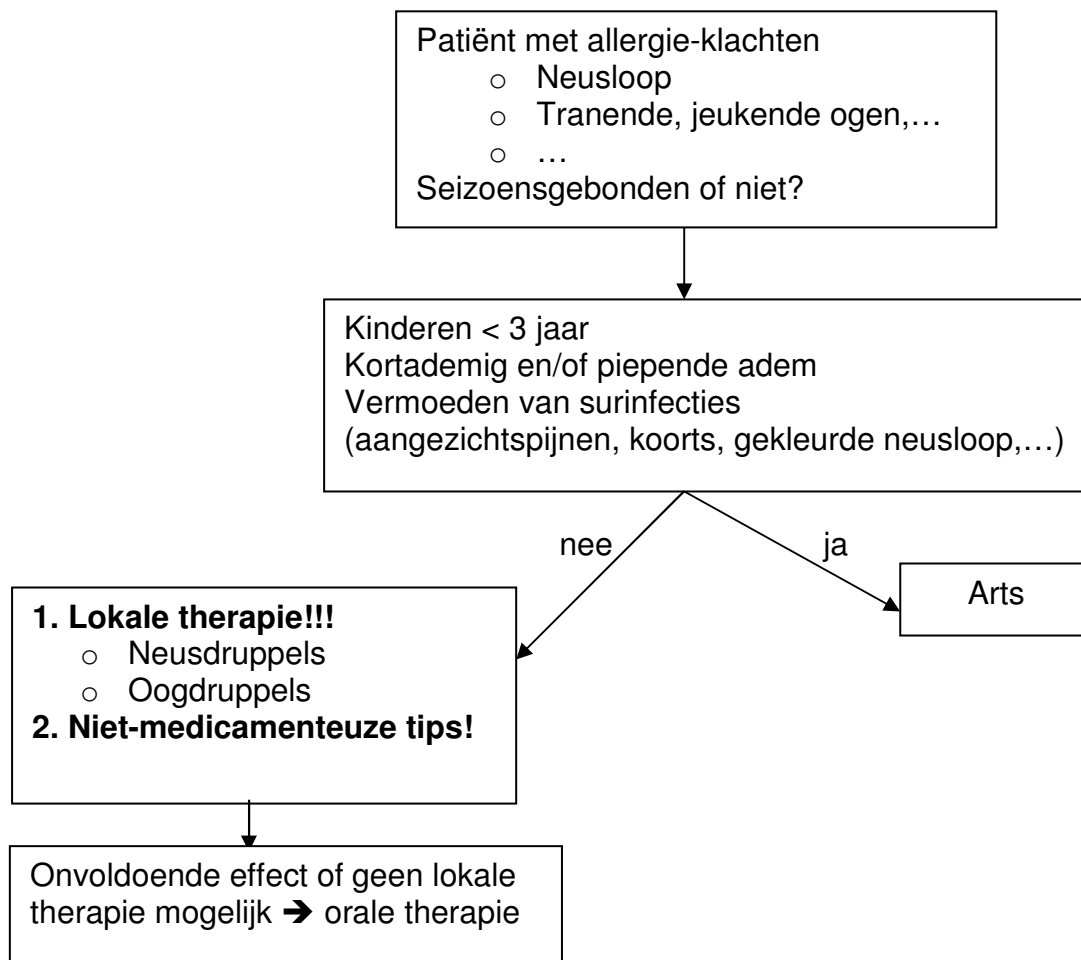 Patiënt met allergie-klachten
o Neusloop
o Tranende, jeukende ogen,…
o …
Seizoensgebonden of niet?
Kinderen < 3 jaar
Kortademig en/of piepende adem
Vermoeden van surinfecties
(aangezichtspijnen, koorts, gekleurde neusloop,…)
nee
ja
Arts
1. Lokale therapie!!!
o Neusdruppels
o Oogdruppels
2. Niet-medicamenteuze tips!
Onvoldoende effect of geen lokale
therapie mogelijk ➔ orale therapie